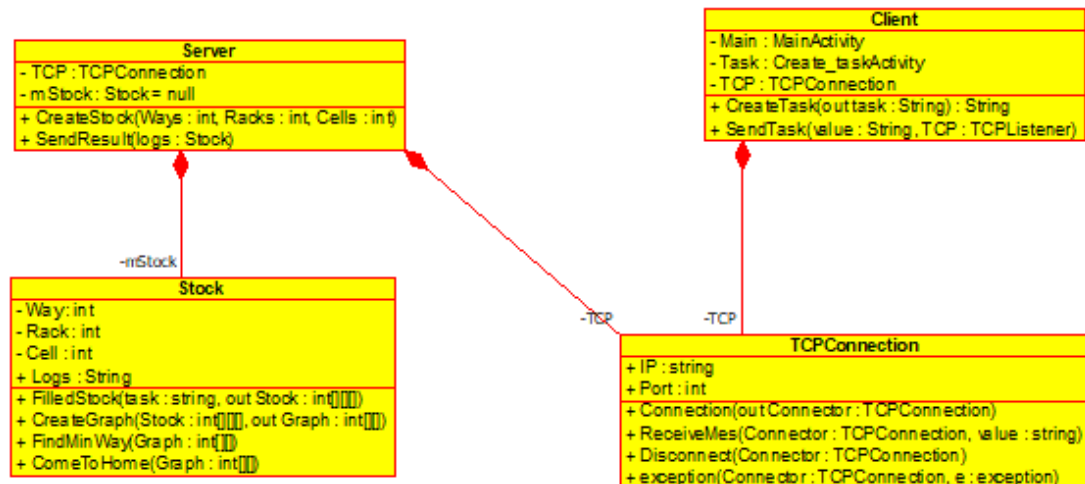 Server
- TCP : TCPConnection
- mStock : Stock = null
+ CreateStock(Ways : int, Racks : int, Cells : int)
+ SendResult(logs : Stock)
Client
- Main : MainActivity
- Task : Create_taskActivity
- TCP : TCPConnection
+ CreateTask(out task : String) : String
+ SendTask(value : String, TCP : TCPListener)
-mStock
-TCP
-TCP
Stock
- Way : int
- Rack : int
- Cell : int
+ Logs : String
+ FilledStock(task : string, out Stock : int[][][])
+ CreateGraph(Stock : int[][][], out Graph : int[][])
+ FindMinWay(Graph : int[][])
+ ComeToHome(Graph : int[][])
TCPConnection
+ IP : string
+ Port : int
+ Connection(out Connector : TCPConnection)
+ ReceiveMes(Connector : TCPConnection, value : string)
+ Disconnect(Connector : TCPConnection)
+ exception(Connector : TCPConnection, e : exception)